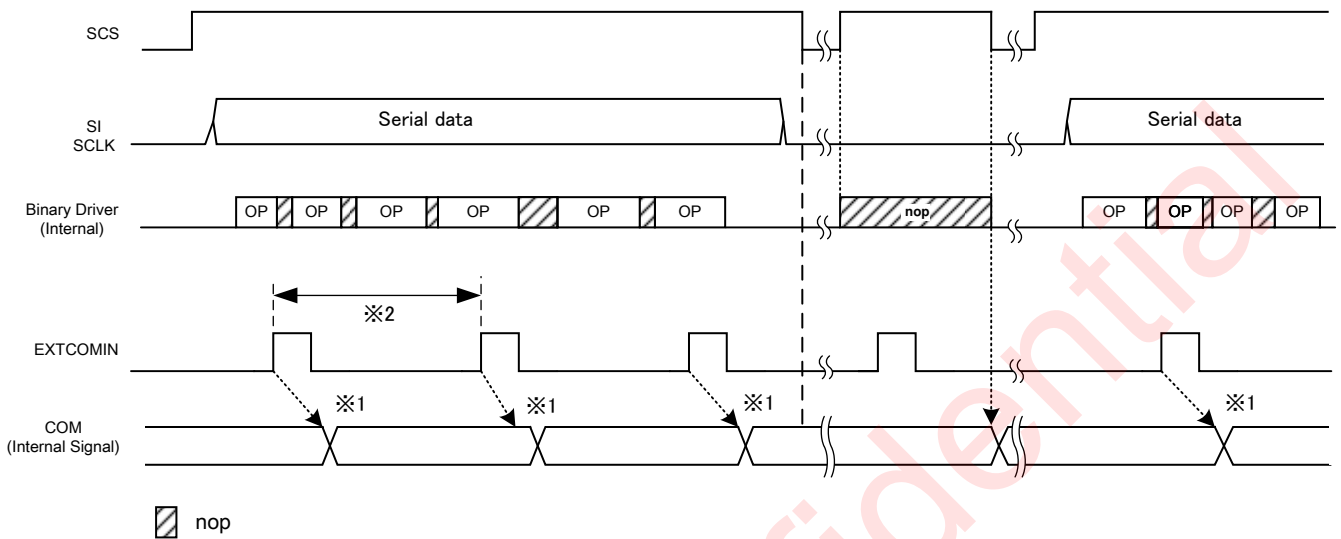 SCS
SI
SCLK
Serial data
Serial data
Binary Driver
(Internal)
OP
OP
OP
OP
OP
OP
nop
OP
OP
OP
OP
※2
EXTCOMIN
※1
※1
※1
※1
COM
(Internal Signal)
nop
fidential